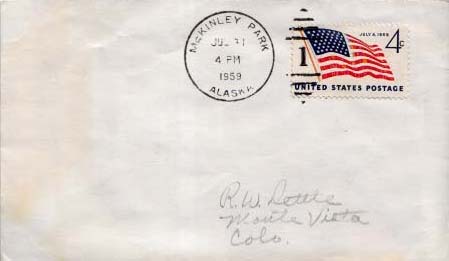 McKINLEY PARK
JUL 31
4 PM
1959
ALASKA
1
JULY 4, 1959
4c
UNITED STATES POSTAGE
R.W.
Monte Vista
Colo.